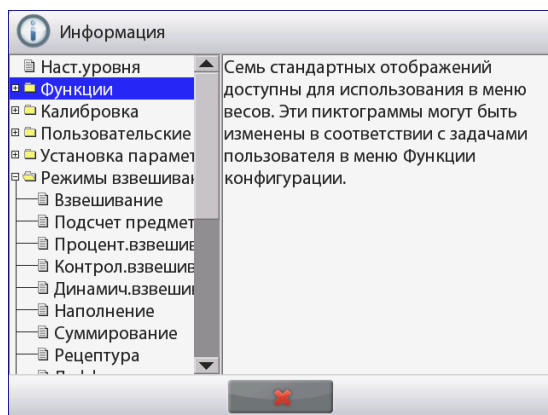 Информация
Наст.уровня
Функции
Калибровка
Пользовательские
Установка парамет
Режимы взвешиван
Взвешивание
Подсчет предмет
Процент.взвешив
Контрол.взвешив
Динамич.взвеши
Наполнение
Суммирование
Рецептура
Семь стандартных отображений
доступны для использования в меню
весов. Эти пиктограммы могут быть
изменены в соответствии с задачами
пользователя в меню Функции
конфигурации.